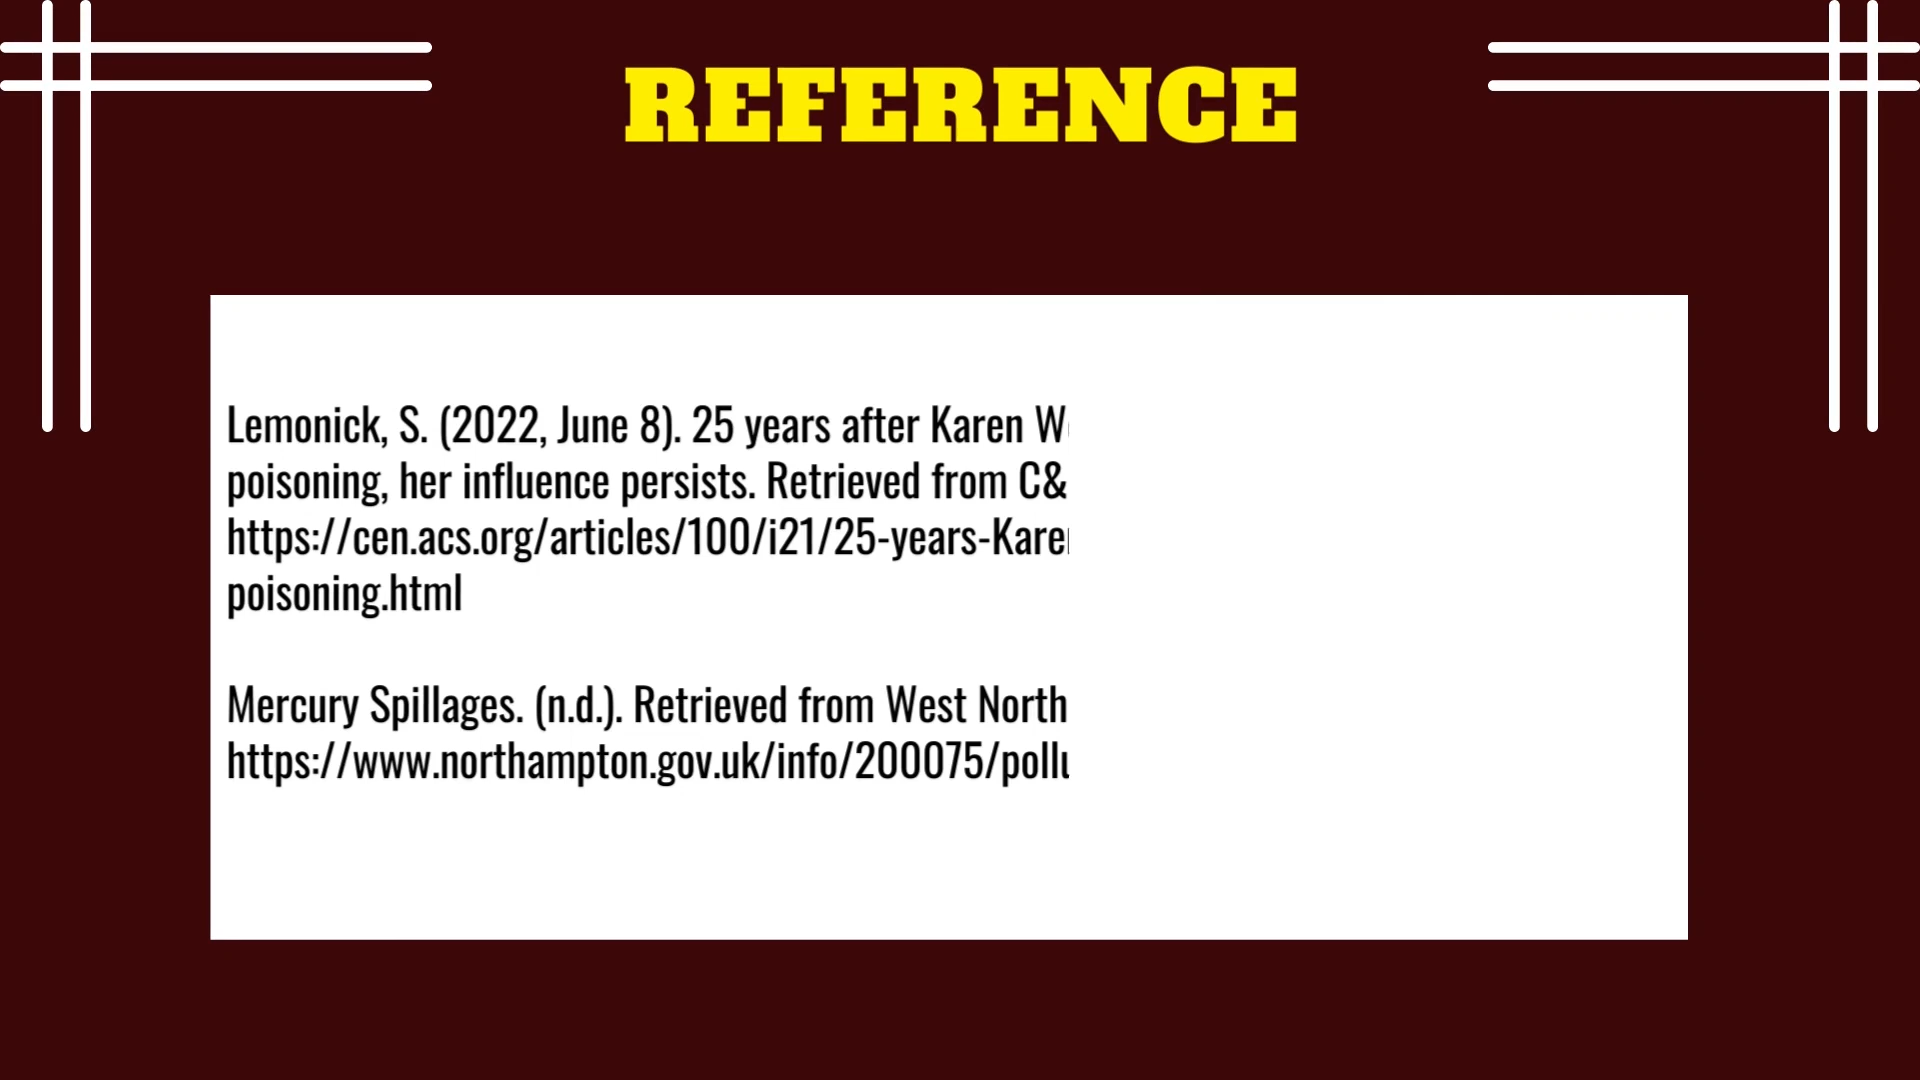 REFERENCE
Lemonick, S. (2022, June 8). 25 years after Karen
poisoning, her influence persists. Retrieved from C&
https://cen.acs.org/articles/100/i21/25-years-Kare
poisoning.html
Mercury Spillages. (n.d.). Retrieved from West North
https://www.northampton.gov.uk/info/200075/pollu